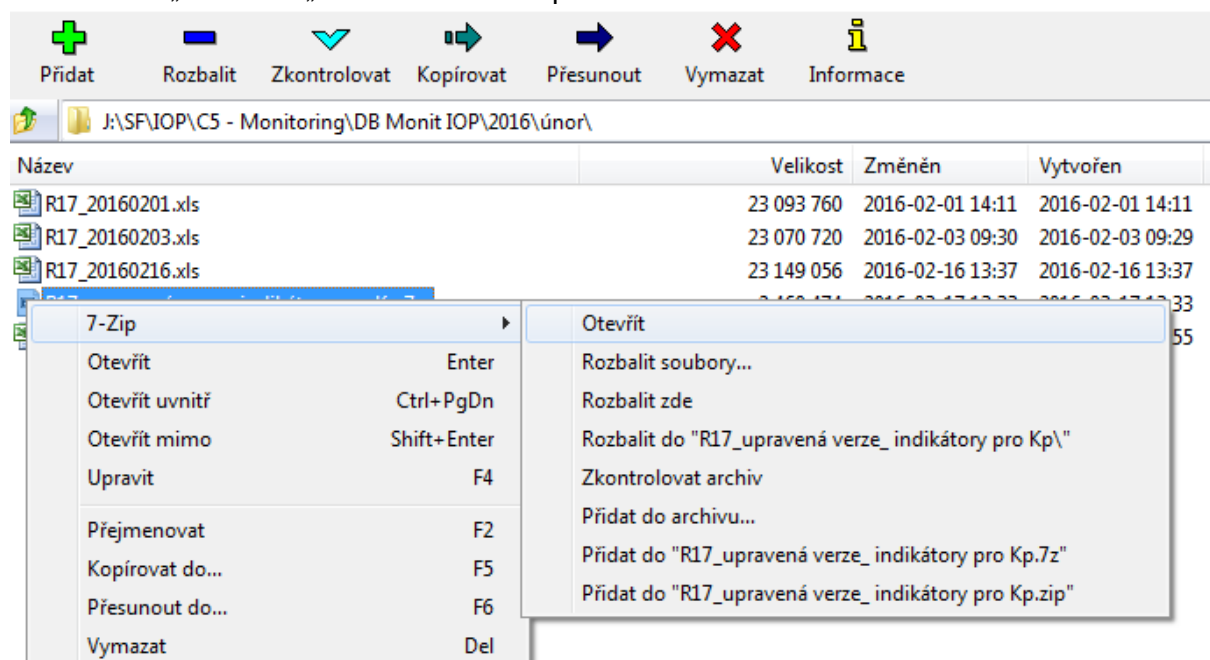 Přidat Rozbalit Zkontrolovat Kopírovat Přesunout Vymazat Informace
J:\SF\IOP\C5 - Monitoring\DB Monit IOP\2016\únor\
Název Velikost Změněn Vytvořen
R17_20160201.xls 23 093 760 2016-02-01 14:11 2016-02-01 14:11
R17_20160203.xls 23 070 720 2016-02-03 09:30 2016-02-03 09:29
R17_20160216.xls 23 149 056 2016-02-16 13:37 2016-02-16 13:37
33
55
7-Zip
Otevřít Enter
Otevřít uvnitř Ctrl+PgDn
Otevřít mimo Shift+Enter
Upravit F4
Přejmenovat F2
Kopírovat do... F5
Přesunout do... F6
Vymazat Del
Otevřít
Rozbalit soubory...
Rozbalit zde
Rozbalit do "R17_upravená verze_ indikátory pro Kp\"
Zkontrolovat archiv
Přidat do archivu...
Přidat do "R17_upravená verze_ indikátory pro Kp.7z"
Přidat do "R17_upravená verze_ indikátory pro Kp.zip"